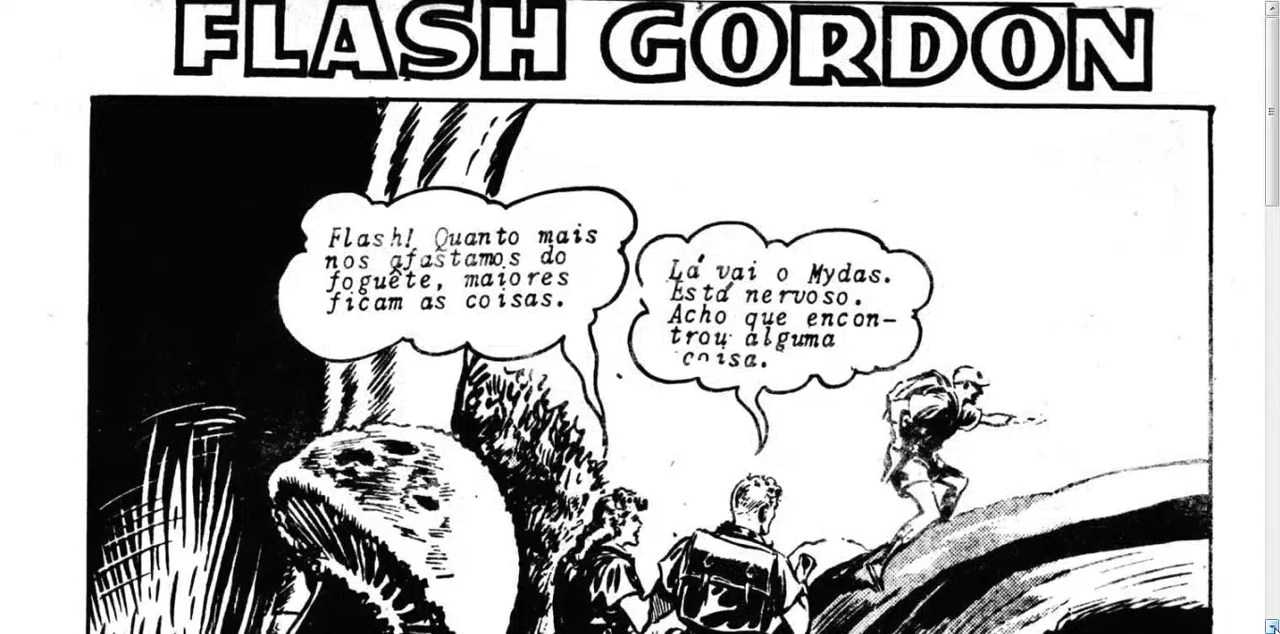 FLASH GORDON
Flash! Quanto mais
nos afastamos do
foguête, maiores
ficam as coisas.
Lá vai o Mydas.
Está nervoso.
Acho que encon-
trou alguma
coisa.